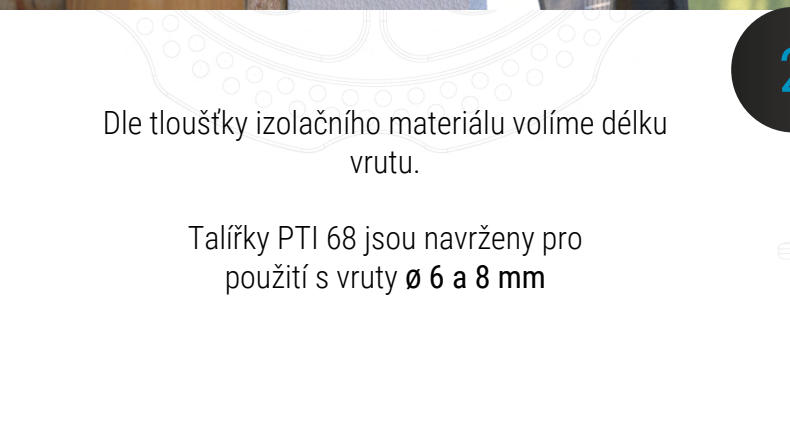 Dle tloušťky izolačního materiálu volíme délku
vrutu.
Talířky PTI 68 jsou navrženy pro
použití s vruty ø 6 a 8 mm